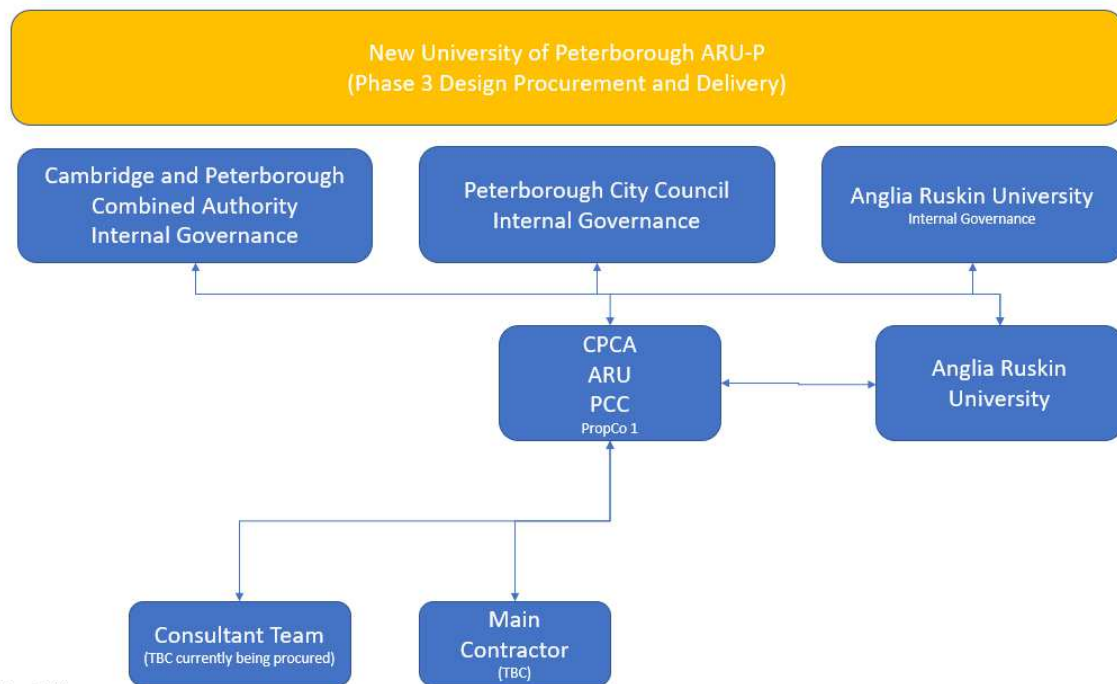 New University of Peterborough ARU-P
(Phase 3 Design Procurement and Delivery)
Cambridge and Peterborough
Combined Authority
Internal Governance
Peterborough City Council
Internal Governance
Anglia Ruskin University
Internal Governance
CPCA
ARU
PCC
PropCo 1
Anglia Ruskin
University
Consultant Team
(TBC currently being procured)
Main
Contractor
(TBC)